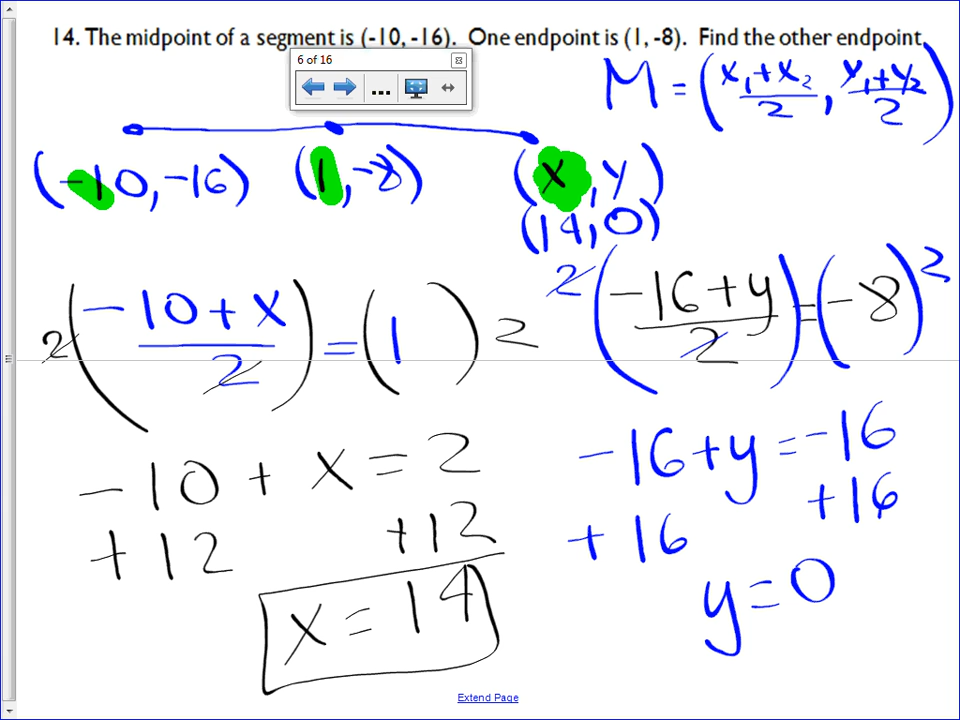 14. The midpoint of a segment is (-10, -16). One endpoint is (1, -8). Find the other endpoint.
6 of 16
M = (x₁+x₂/2, y₁+y₂/2)
(-10,-16) (1,-8) (x,y)
(14,0)
2(-10+x/2) = (1)2
2(-16+y/2) = (-8)2
-10 + x = 2
+12 +12
x = 14
-16+y = -16
+16 +16
y = 0
Extend Page